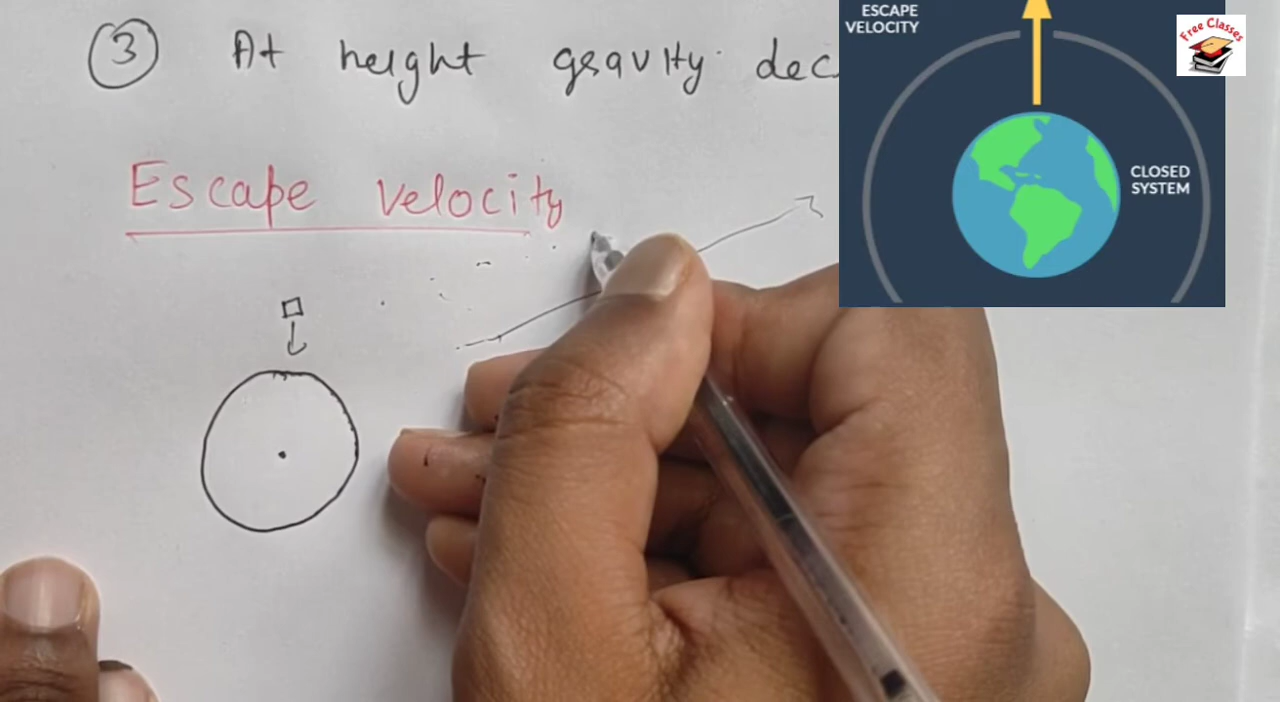 ③ At height gravity dec
Escape velocity
ESCAPE
VELOCITY
CLOSED
SYSTEM
Free Classes